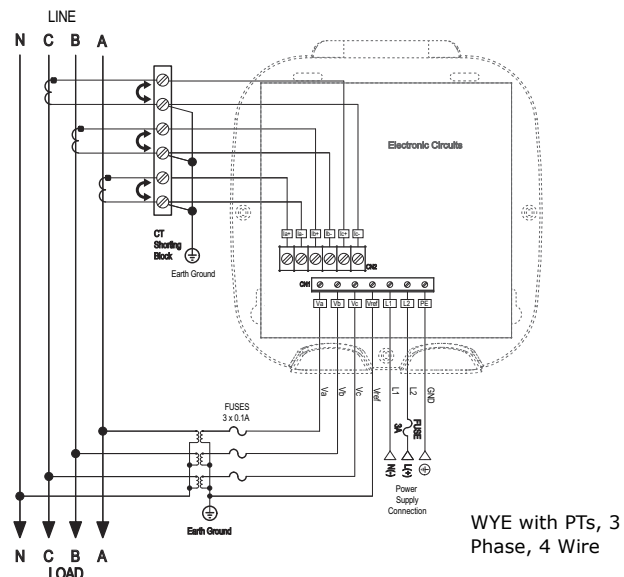 LINE
N C B A
Electronic Circuits
Ia+ Ia- Ib+ Ib- Ic+ Ic-
CT
Shorting
Block
Earth Ground
CN2
CN1
Va Vb Vc Vref L1 L2 PE
Va Vb Vc Vref L1 L2 GND
FUSES
3 x 0.1A
FUSE
3A
N(-) L(+)
Power
Supply
Connection
Earth Ground
WYE with PTs, 3
Phase, 4 Wire
N C B A
LOAD